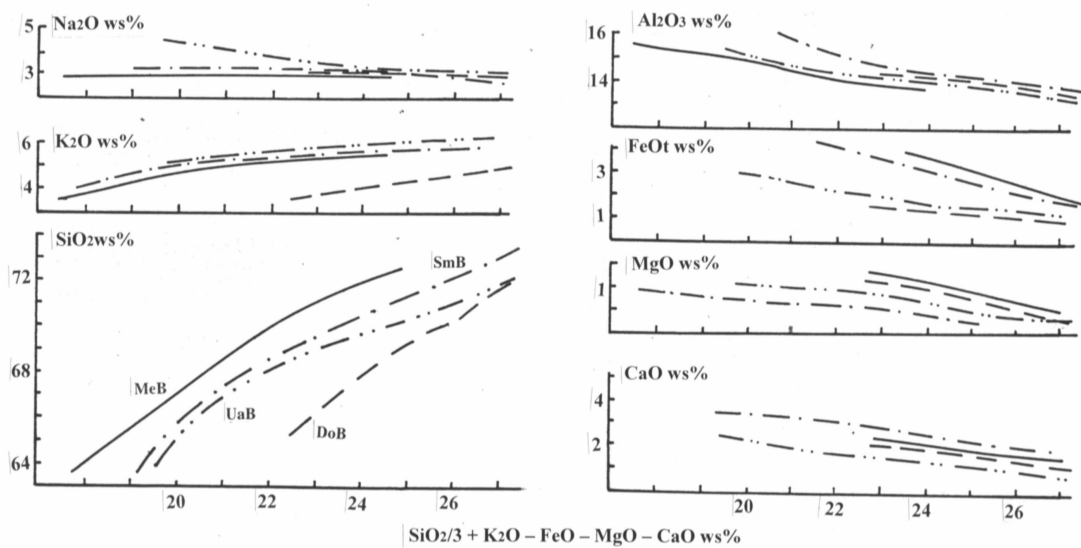 Na2O ws%
5
3
K2O ws%
6
4
SiO2ws%
72
68
64
SmB
MeB
UaB
DoB
20 22 24 26
Al2O3 ws%
16
14
FeOt ws%
3
1
MgO ws%
1
CaO ws%
4
2
20 22 24 26
SiO2/3 + K2O – FeO – MgO – CaO ws%